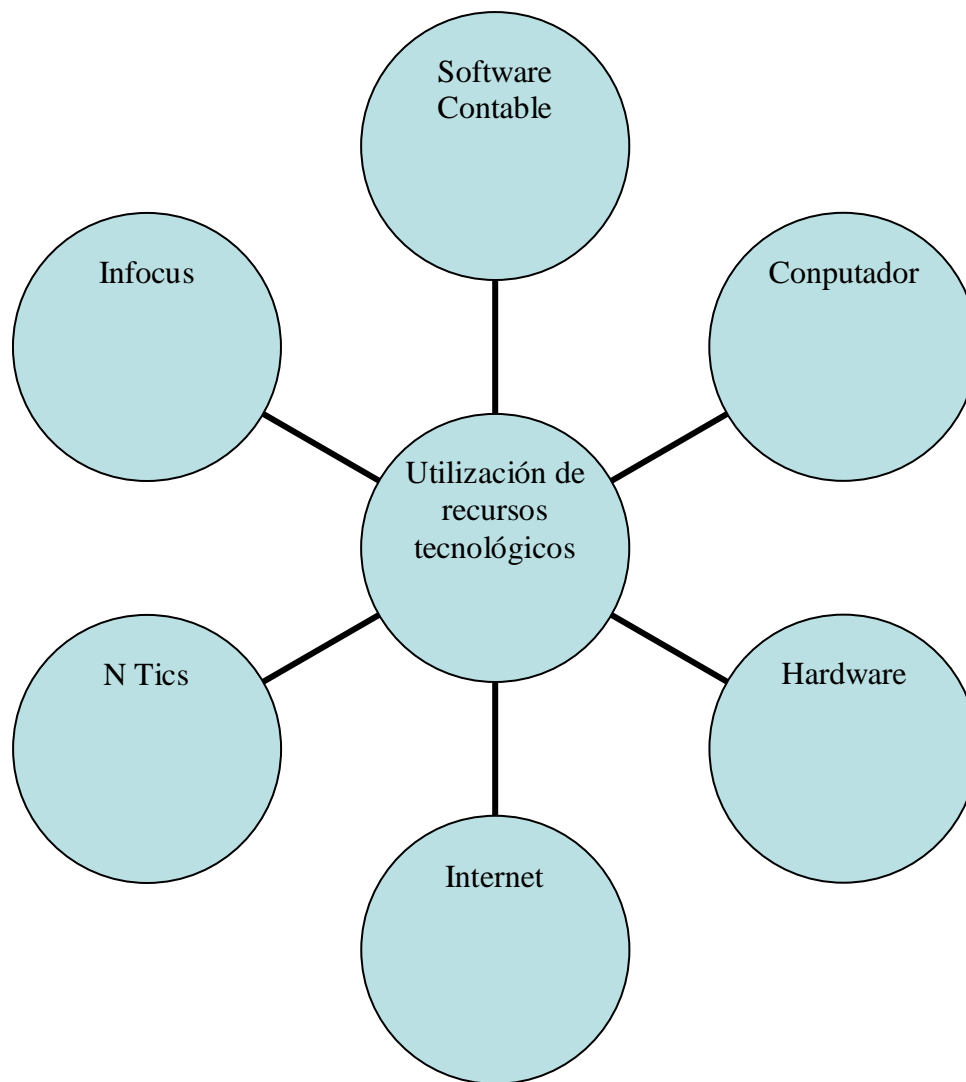 Software
Contable
Infocus
Conputador
Utilización de
recursos
tecnológicos
N Tics
Hardware
Internet